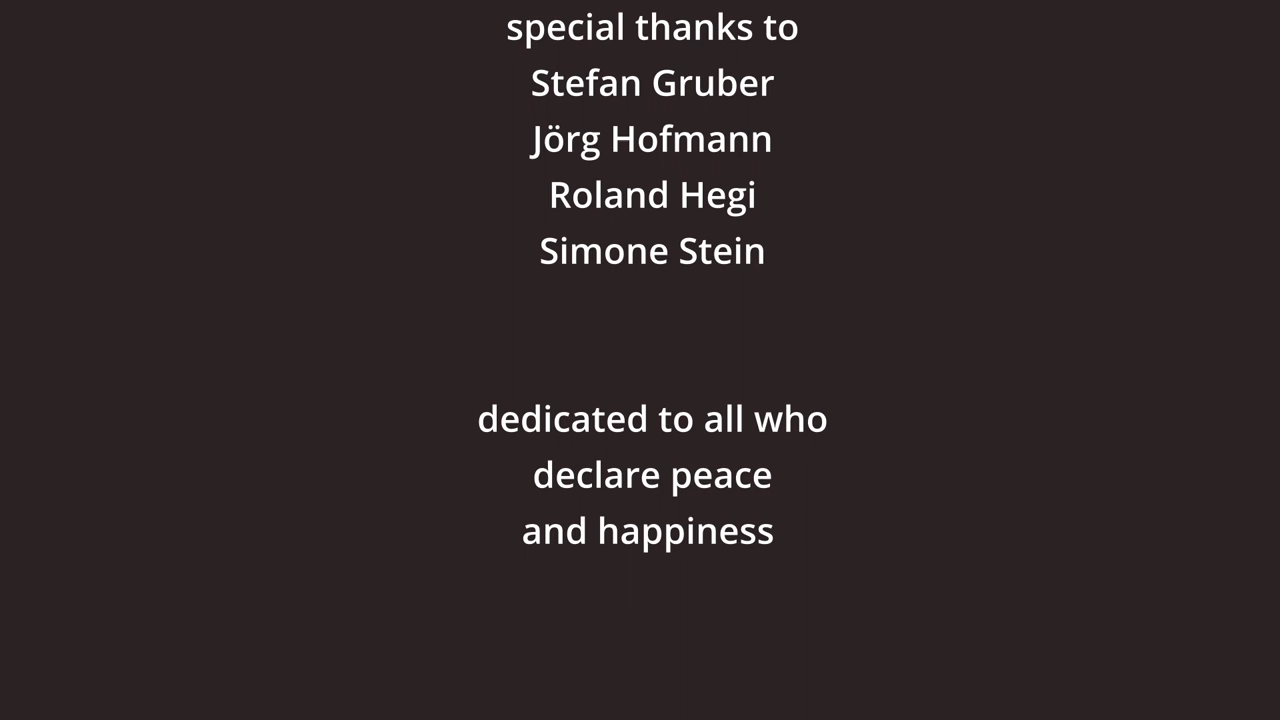 special thanks to
Stefan Gruber
Jörg Hofmann
Roland Hegi
Simone Stein
dedicated to all who
declare peace
and happiness